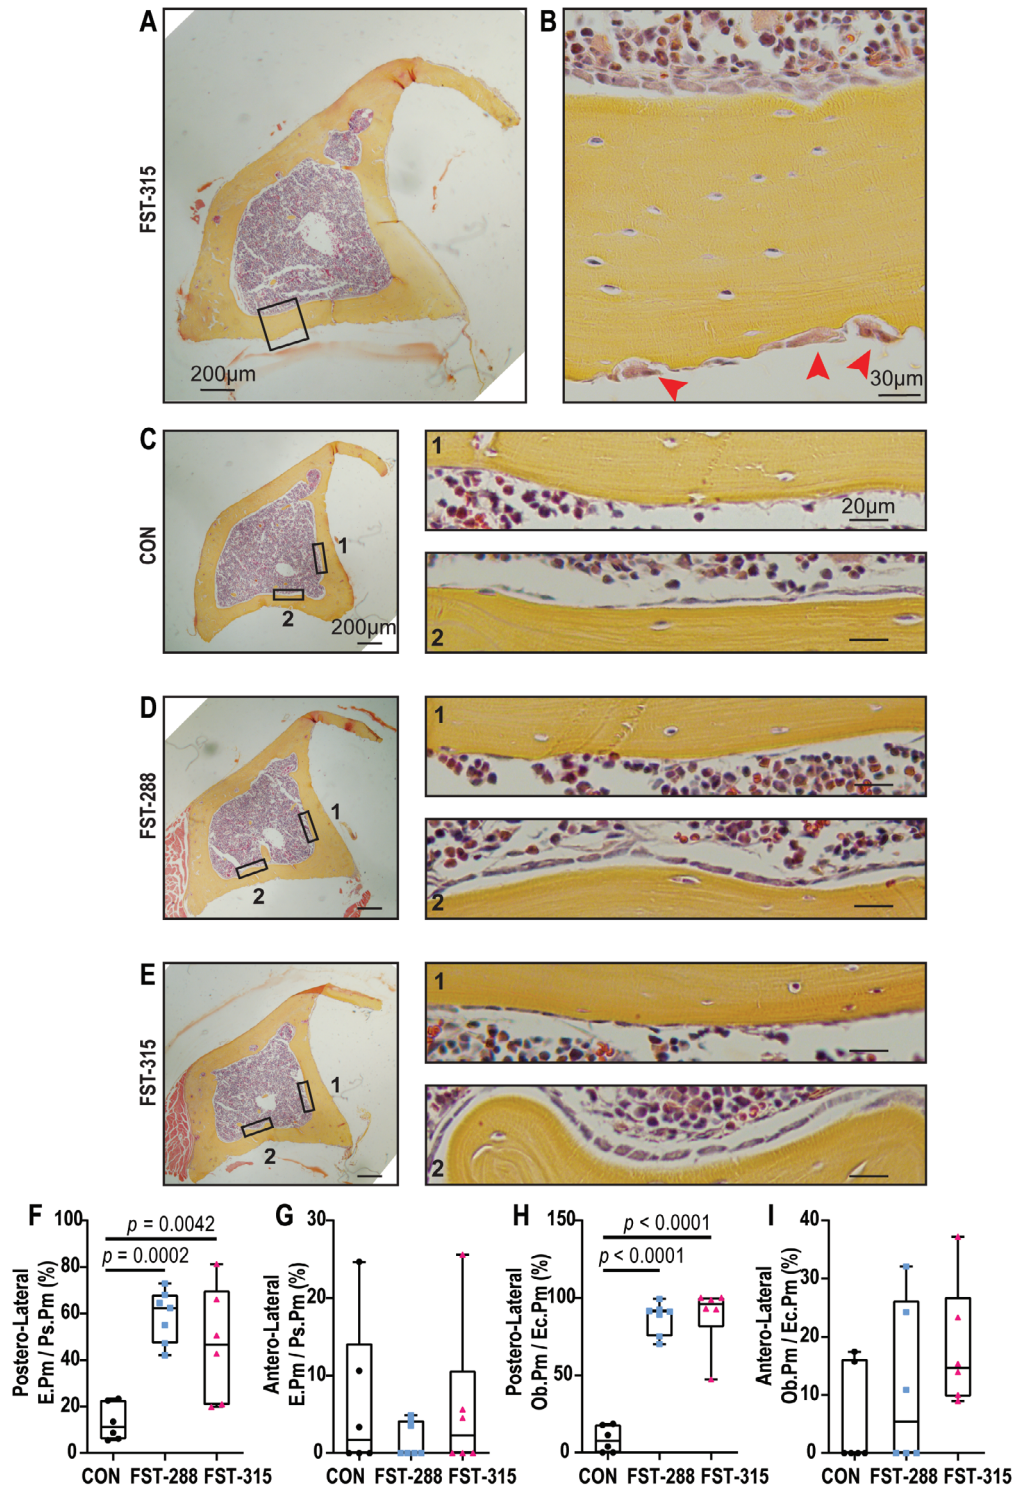 A
B
FST-315
200µm
30µm
C
CON
1
2
200µm
1
20µm
2
D
FST-288
1
2
1
2
E
FST-315
1
2
1
2
F
Postero-Lateral
E.Pm / Ps.Pm (%)
100
80
60
40
20
0
p = 0.0042
p = 0.0002
CON FST-288 FST-315
G
Antero-Lateral
E.Pm / Ps.Pm (%)
30
20
10
0
CON FST-288 FST-315
H
Postero-Lateral
Ob.Pm / Ec.Pm (%)
150
100
50
0
p < 0.0001
p < 0.0001
CON FST-288 FST-315
I
Antero-Lateral
Ob.Pm / Ec.Pm (%)
40
30
20
10
0
CON FST-288 FST-315